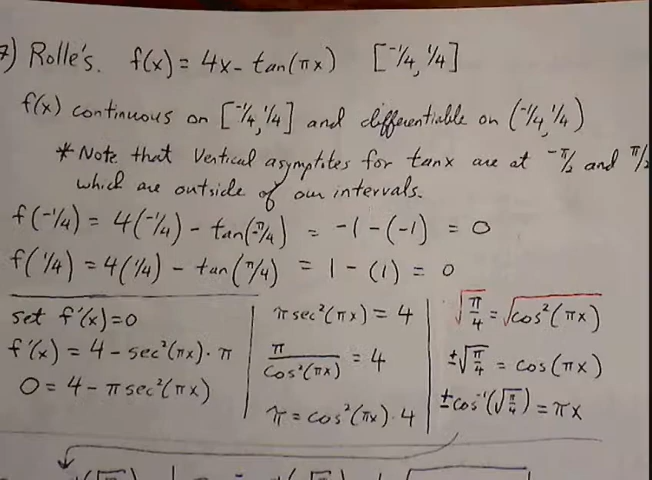 7) Rolle's. f(x) = 4x - tan(πx) [-1/4, 1/4]
f(x) continuous on [-1/4, 1/4] and differentiable on (-1/4, 1/4)
* Note that Vertical asymptites for tanx are at -π/2 and π/2
which are outside of our intervals.
f(-1/4) = 4(-1/4) - tan(-π/4) = -1 - (-1) = 0
f(1/4) = 4(1/4) - tan(π/4) = 1 - (1) = 0
set f'(x) = 0
f'(x) = 4 - sec²(πx) · π
0 = 4 - π sec²(πx)
π sec²(πx) = 4
π/cos²(πx) = 4
π = cos²(πx) · 4
√(π/4) = √(cos²(πx))
±√(π/4) = cos(πx)
±cos⁻¹(√(π/4)) = πx